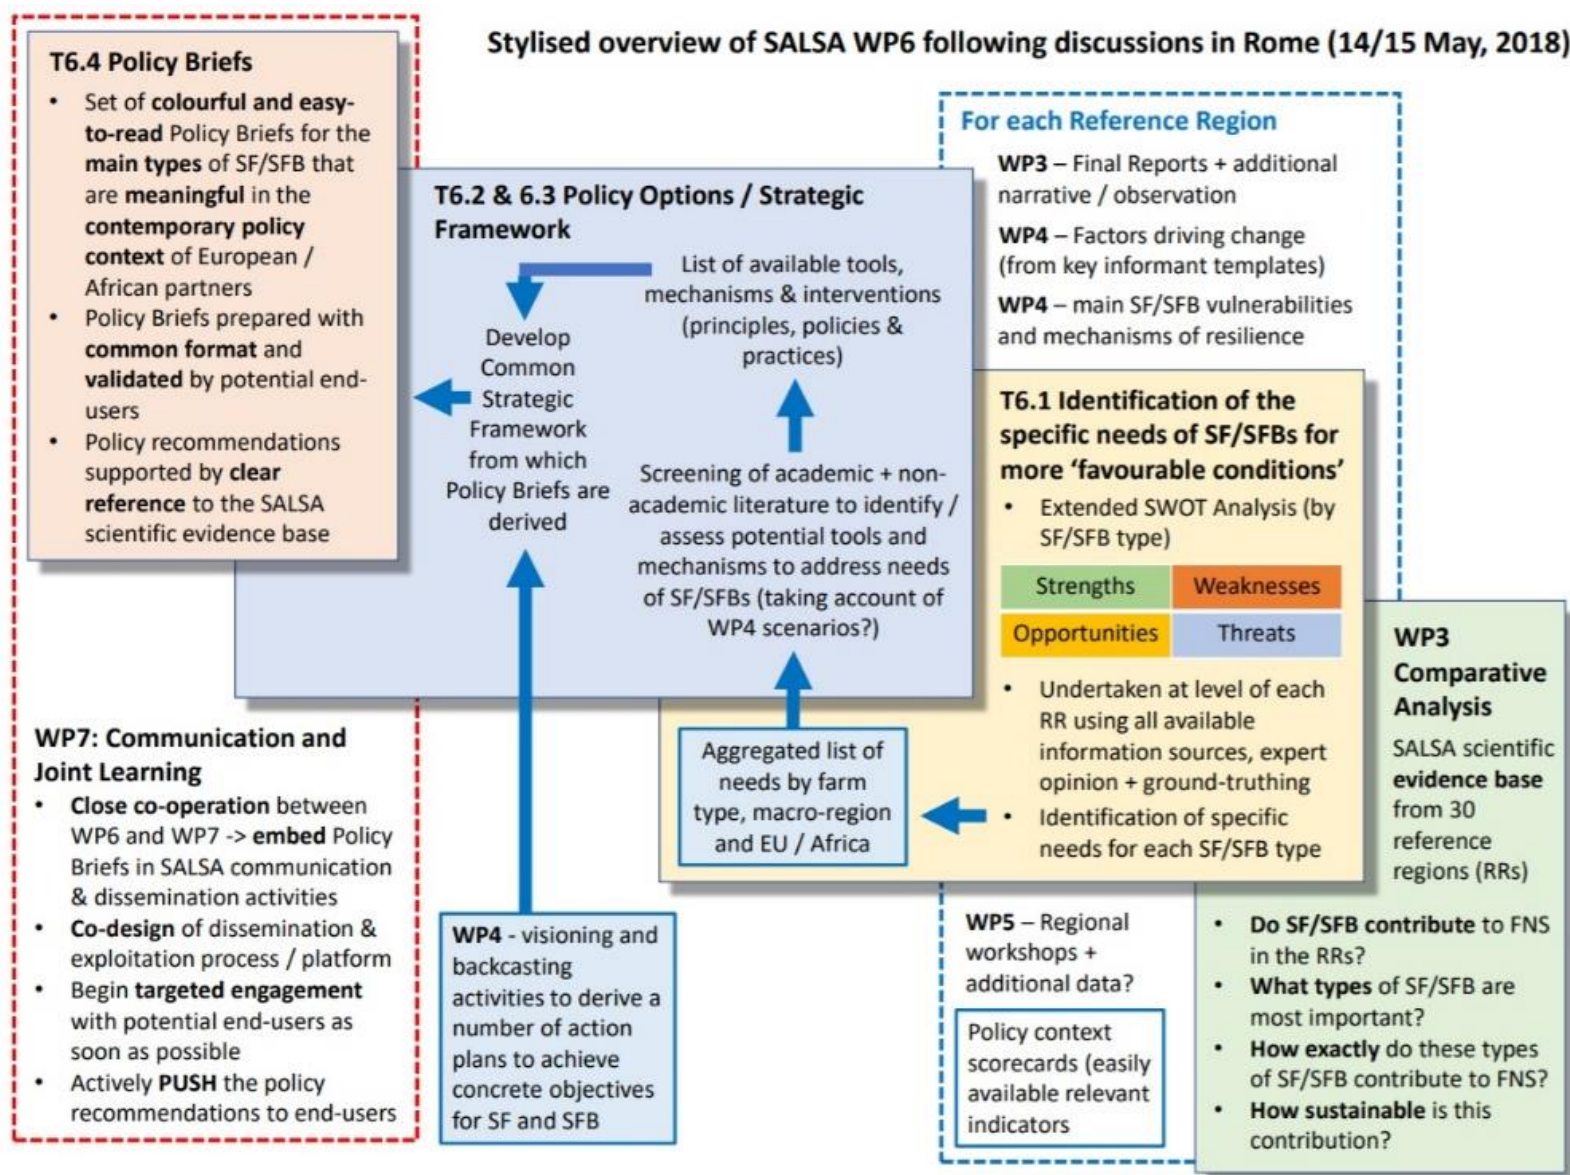 Stylised overview of SALSA WP6 following discussions in Rome (14/15 May, 2018)
T6.4 Policy Briefs
• Set of colourful and easy-
to-read Policy Briefs for the
main types of SF/SFB that
are meaningful in the
contemporary policy
context of European /
African partners
• Policy Briefs prepared with
common format and
validated by potential end-
users
• Policy recommendations
supported by clear
reference to the SALSA
scientific evidence base
WP7: Communication and
Joint Learning
• Close co-operation between
WP6 and WP7 -> embed Policy
Briefs in SALSA communication
& dissemination activities
• Co-design of dissemination &
exploitation process / platform
• Begin targeted engagement
with potential end-users as
soon as possible
• Actively PUSH the policy
recommendations to end-users
T6.2 & 6.3 Policy Options / Strategic
Framework
List of available tools,
mechanisms & interventions
(principles, policies &
practices)
Develop
Common
Strategic
Framework
from which
Policy Briefs are
derived
Screening of academic + non-
academic literature to identify /
assess potential tools and
mechanisms to address needs
of SF/SFBs (taking account of
WP4 scenarios?)
WP4 - visioning and
backcasting
activities to derive a
number of action
plans to achieve
concrete objectives
for SF and SFB
Aggregated list of
needs by farm
type, macro-region
and EU / Africa
For each Reference Region
WP3 – Final Reports + additional
narrative / observation
WP4 – Factors driving change
(from key informant templates)
WP4 – main SF/SFB vulnerabilities
and mechanisms of resilience
T6.1 Identification of the
specific needs of SF/SFBs for
more ‘favourable conditions’
• Extended SWOT Analysis (by
SF/SFB type)
Strengths Weaknesses
Opportunities Threats
• Undertaken at level of each
RR using all available
information sources, expert
opinion + ground-truthing
• Identification of specific
needs for each SF/SFB type
WP5 – Regional
workshops +
additional data?
Policy context
scorecards (easily
available relevant
indicators
WP3
Comparative
Analysis
SALSA scientific
evidence base
from 30
reference
regions (RRs)
• Do SF/SFB contribute to FNS
in the RRs?
• What types of SF/SFB are
most important?
• How exactly do these types
of SF/SFB contribute to FNS?
• How sustainable is this
contribution?